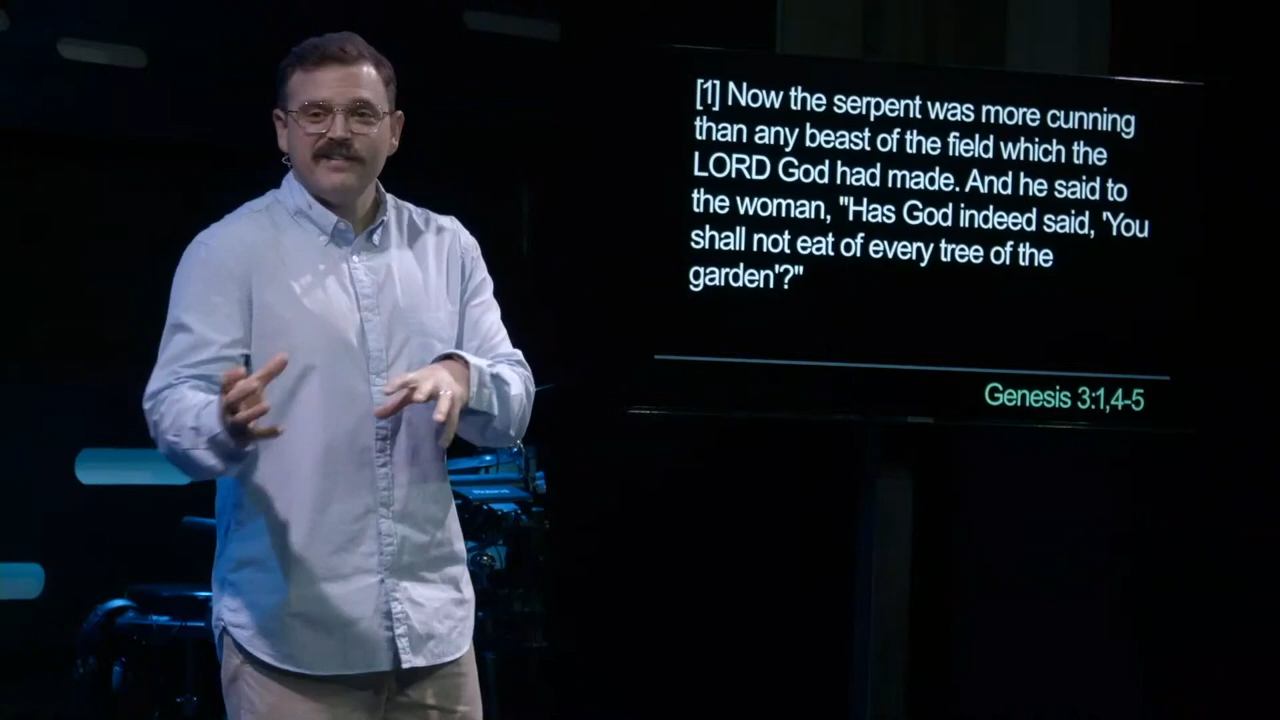 [1] Now the serpent was more cunning
than any beast of the field which the
LORD God had made. And he said to
the woman, "Has God indeed said, 'You
shall not eat of every tree of the
garden'?"
Genesis 3:1,4-5